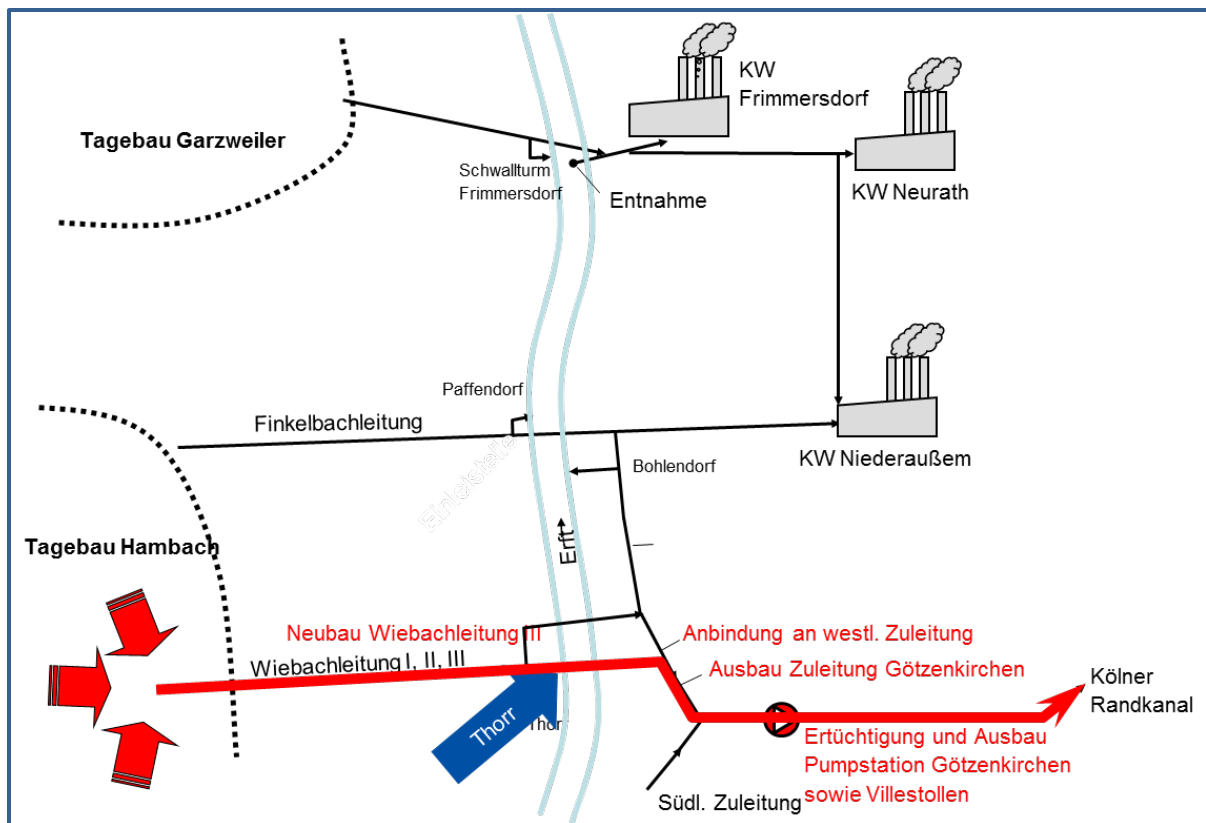 KW
Frimmersdorf
Tagebau Garzweiler
Schwallturm
Frimmersdorf
Entnahme
KW Neurath
Paffendorf
Finkelbachleitung
Einleitstelle
Bohlendorf
KW Niederaußem
Erft
Tagebau Hambach
Neubau Wiebachleitung III
Anbindung an westl. Zuleitung
Wiebachleitung I, II, III
Ausbau Zuleitung Götzenkirchen
Kölner
Randkanal
Thorr
Thorr
Ertüchtigung und Ausbau
Pumpstation Götzenkirchen
sowie Villestollen
Südl. Zuleitung